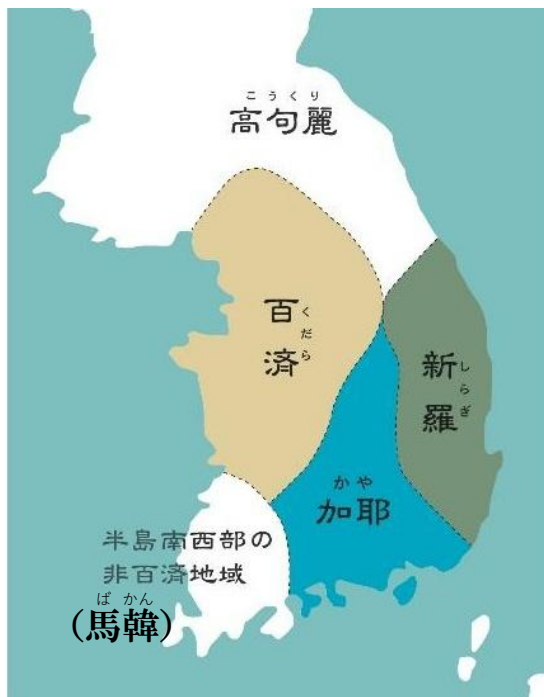 こうくり
高句麗
百済
くだら
新羅
しらぎ
かや
加耶
半島南西部の
非百済地域
ばかん
(馬韓)